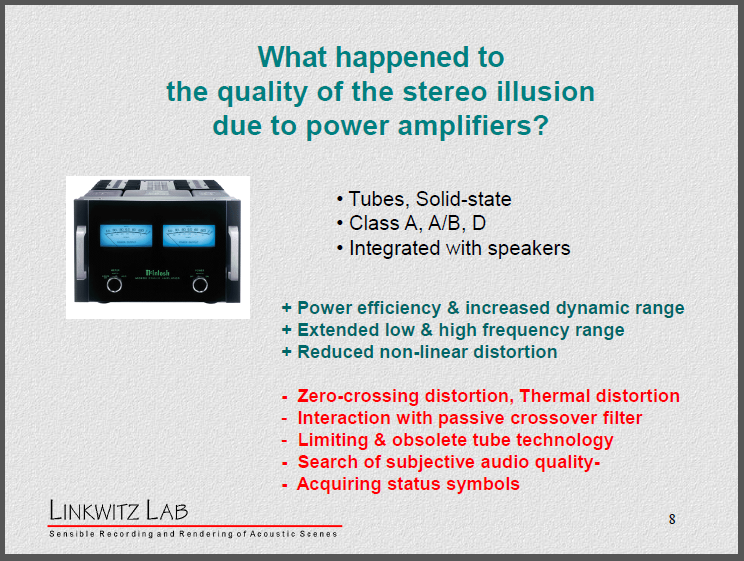 What happened to
the quality of the stereo illusion
due to power amplifiers?
• Tubes, Solid-state
• Class A, A/B, D
• Integrated with speakers
McIntosh
+ Power efficiency & increased dynamic range
+ Extended low & high frequency range
+ Reduced non-linear distortion
- Zero-crossing distortion, Thermal distortion
- Interaction with passive crossover filter
- Limiting & obsolete tube technology
- Search of subjective audio quality-
- Acquiring status symbols
LINKWITZ LAB
Sensible Recording and Rendering of Acoustic Scenes
8